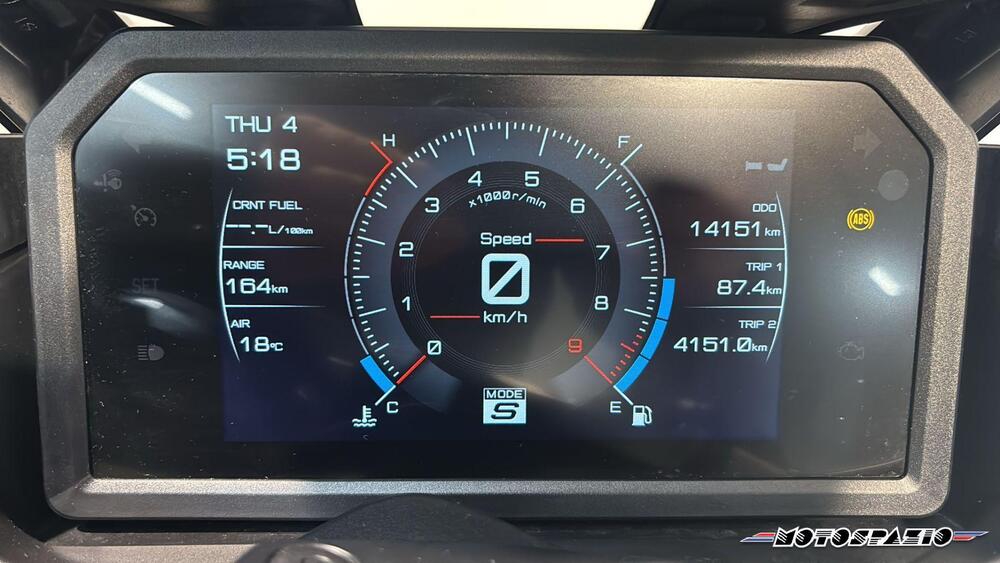 THU 4
5:18
H
F
CRNT FUEL
--.-L/100km
RANGE
164km
AIR
18°C
0
1
2
3
4
5
6
7
8
9
x1000r/min
Speed
0
km/h
MODE
S
C
E
ODO
14151km
TRIP 1
87.4km
TRIP 2
4151.0km
SET
ABS
MOTOSPAZIO